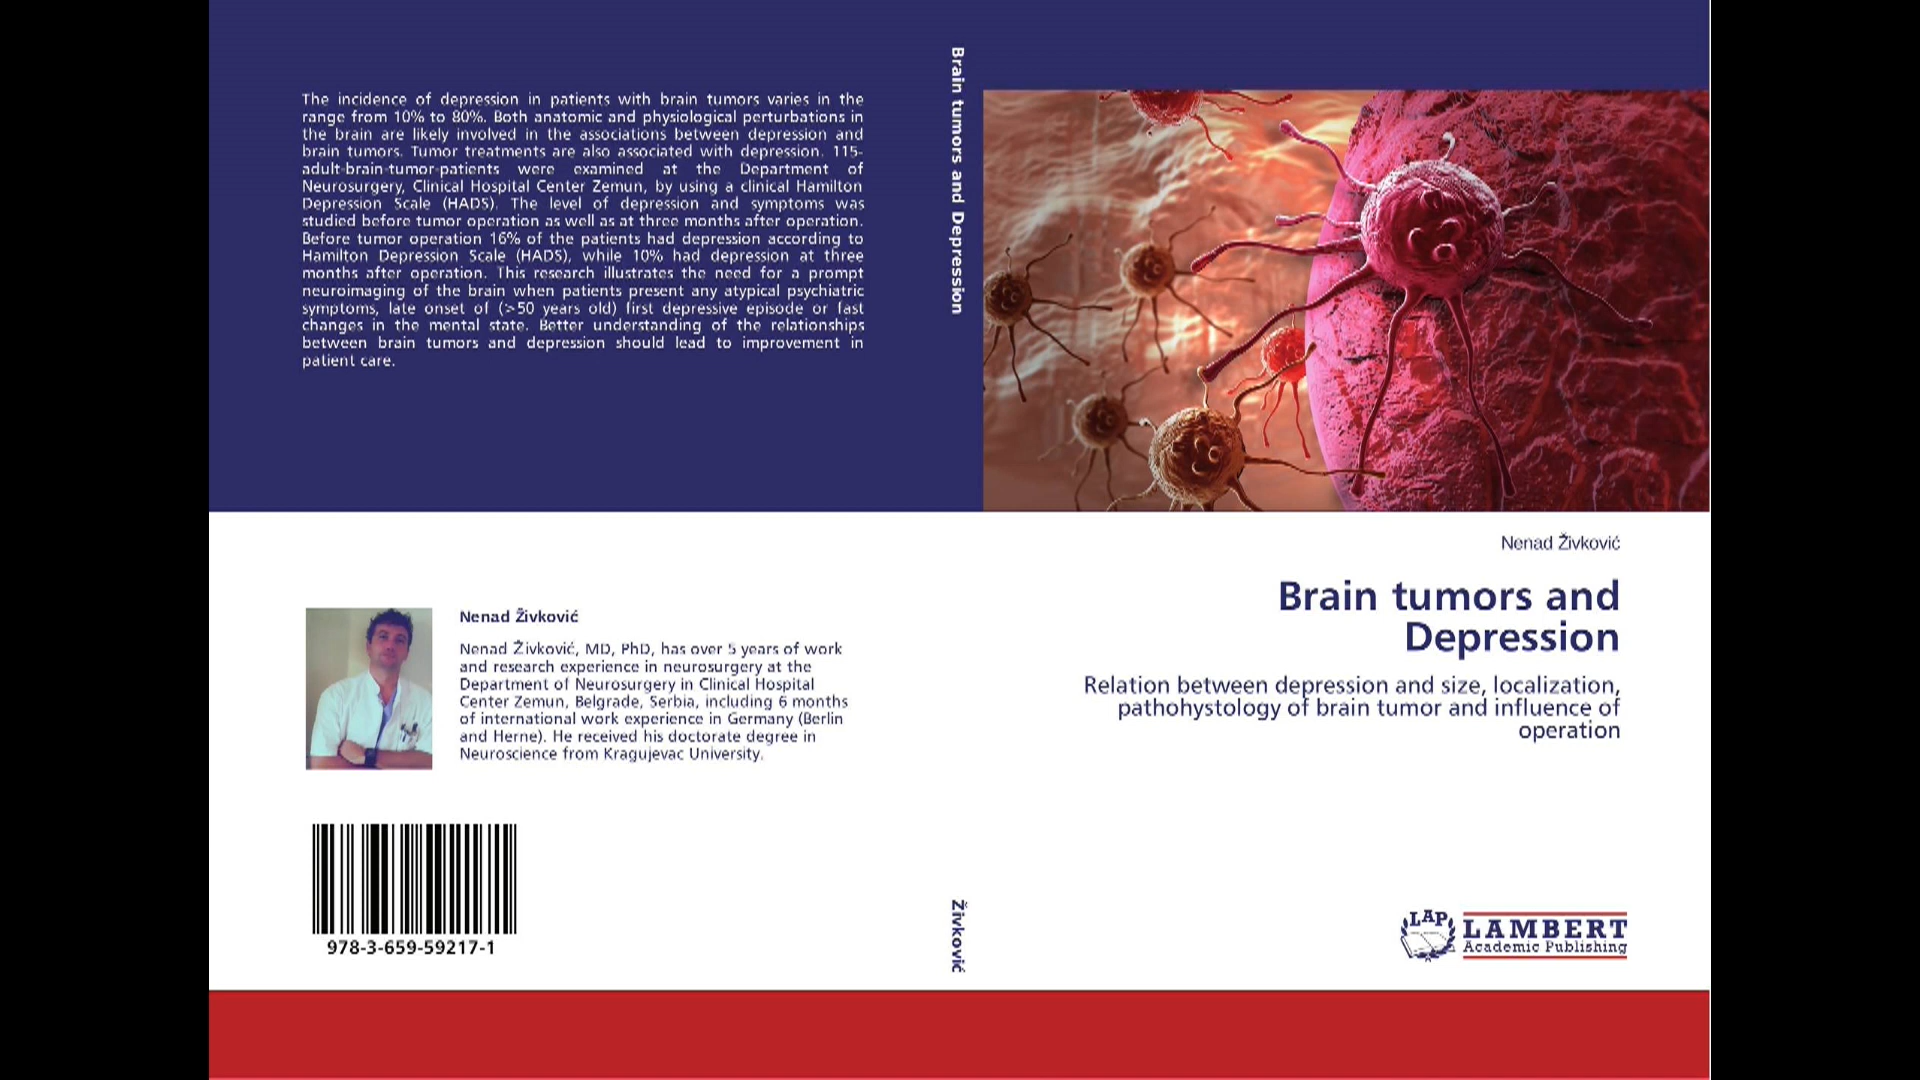 The incidence of depression in patients with brain tumors varies in the
range from 10% to 80%. Both anatomic and physiological perturbations in
the brain are likely involved in the associations between depression and
brain tumors. Tumor treatments are also associated with depression. 115-
adult-brain-tumor-patients were examined at the Department of
Neurosurgery, Clinical Hospital Center Zemun, by using a clinical Hamilton
Depression Scale (HADS). The level of depression and symptoms was
studied before tumor operation as well as at three months after operation.
Before tumor operation 16% of the patients had depression according to
Hamilton Depression Scale (HADS), while 10% had depression at three
months after operation. This research illustrates the need for a prompt
neuroimaging of the brain when patients present any atypical psychiatric
symptoms, late onset of (>50 years old) first depressive episode or fast
changes in the mental state. Better understanding of the relationships
between brain tumors and depression should lead to improvement in
patient care.
Nenad Živković
Nenad Živković, MD, PhD, has over 5 years of work
and research experience in neurosurgery at the
Department of Neurosurgery in Clinical Hospital
Center Zemun, Belgrade, Serbia, including 6 months
of international work experience in Germany (Berlin
and Herne). He received his doctorate degree in
Neuroscience from Kragujevac University.
978-3-659-59217-1
Brain tumors and Depression
Živković
Nenad Živković
Brain tumors and
Depression
Relation between depression and size, localization,
pathohystology of brain tumor and influence of
operation
LAP
LAMBERT
Academic Publishing